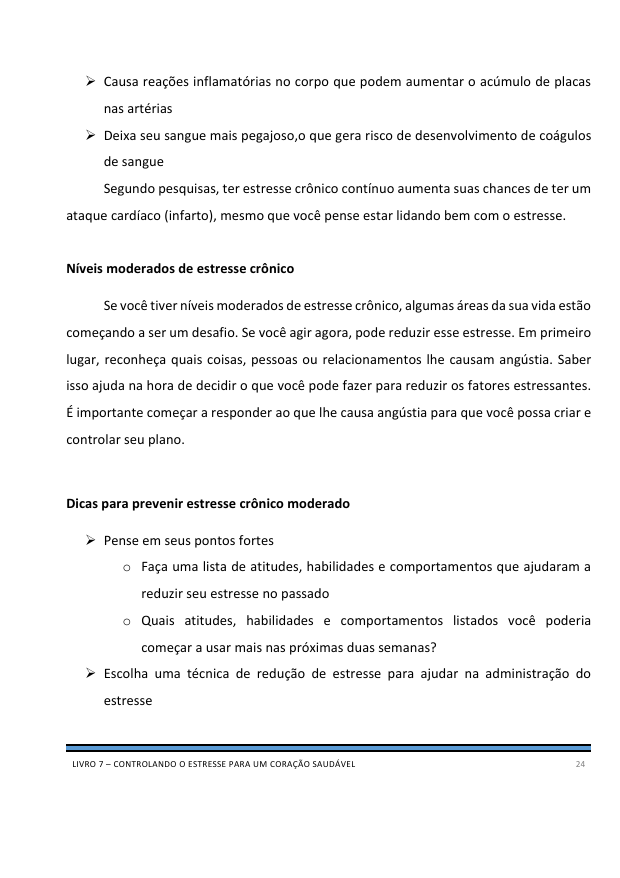 ➢ Causa reações inflamatórias no corpo que podem aumentar o acúmulo de placas
nas artérias
➢ Deixa seu sangue mais pegajoso,o que gera risco de desenvolvimento de coágulos
de sangue
Segundo pesquisas, ter estresse crônico contínuo aumenta suas chances de ter um
ataque cardíaco (infarto), mesmo que você pense estar lidando bem com o estresse.
Níveis moderados de estresse crônico
Se você tiver níveis moderados de estresse crônico, algumas áreas da sua vida estão
começando a ser um desafio. Se você agir agora, pode reduzir esse estresse. Em primeiro
lugar, reconheça quais coisas, pessoas ou relacionamentos lhe causam angústia. Saber
isso ajuda na hora de decidir o que você pode fazer para reduzir os fatores estressantes.
É importante começar a responder ao que lhe causa angústia para que você possa criar e
controlar seu plano.
Dicas para prevenir estresse crônico moderado
➢ Pense em seus pontos fortes
o Faça uma lista de atitudes, habilidades e comportamentos que ajudaram a
reduzir seu estresse no passado
o Quais atitudes, habilidades e comportamentos listados você poderia
começar a usar mais nas próximas duas semanas?
➢ Escolha uma técnica de redução de estresse para ajudar na administração do
estresse
LIVRO 7 – CONTROLANDO O ESTRESSE PARA UM CORAÇÃO SAUDÁVEL 24